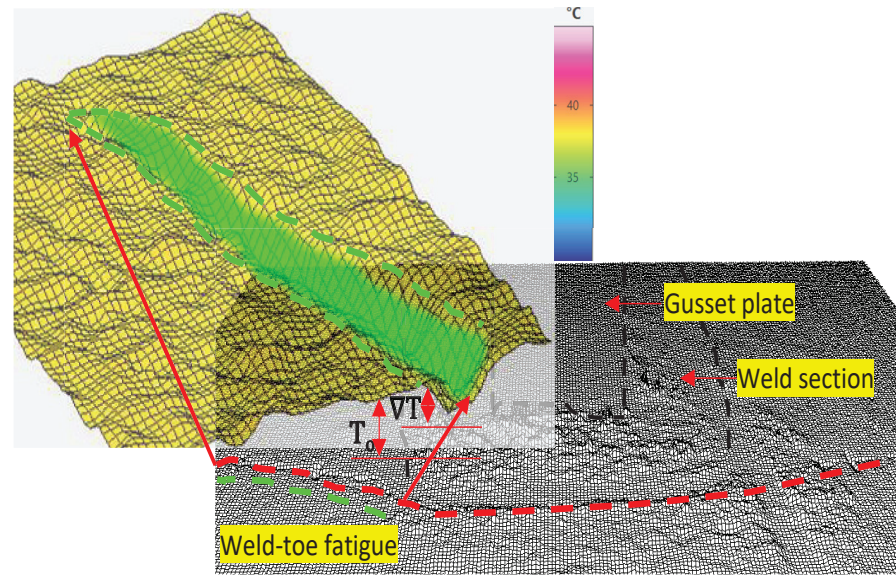 °C
40
35
Gusset plate
Weld section
∇T
T₀
Weld-toe fatigue